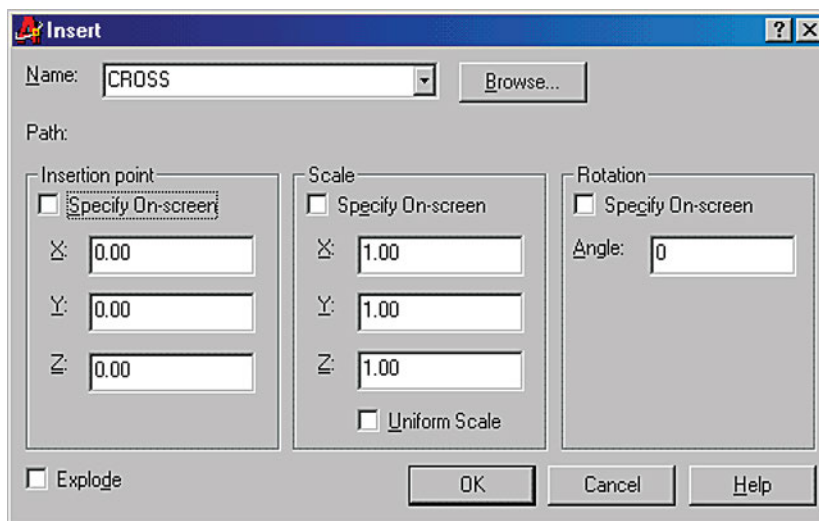 Insert
Name: CROSS Browse...
Path:
Insertion point
Specify On-screen
X: 0.00
Y: 0.00
Z: 0.00
Scale
Specify On-screen
X: 1.00
Y: 1.00
Z: 1.00
Uniform Scale
Rotation
Specify On-screen
Angle: 0
Explode
OK Cancel Help